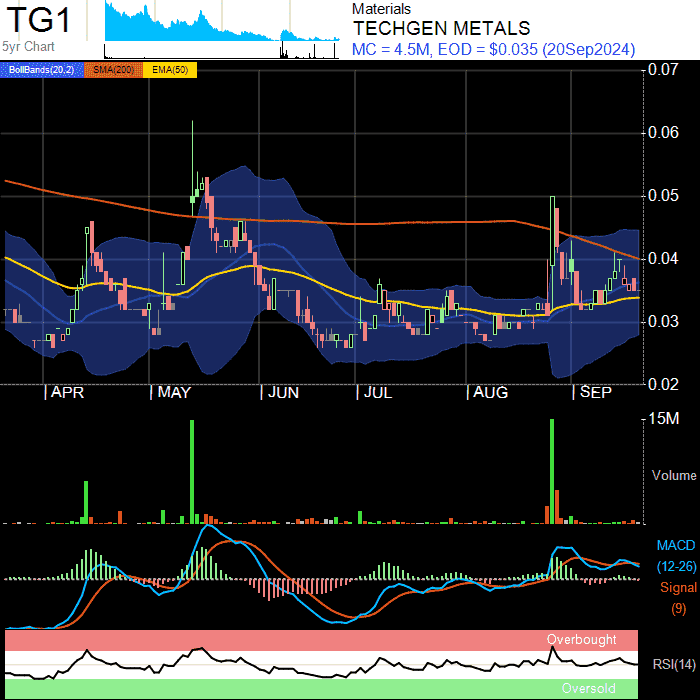 TG1
5yr Chart
Materials
TECHGEN METALS
MC = 4.5M, EOD = $0.035 (20Sep2024)
BollBands(20,2) SMA(200) EMA(50)
0.07
0.06
0.05
0.04
0.03
0.02
APR MAY JUN JUL AUG SEP
15M
Volume
MACD
(12-26)
Signal
(9)
Overbought
RSI(14)
Oversold